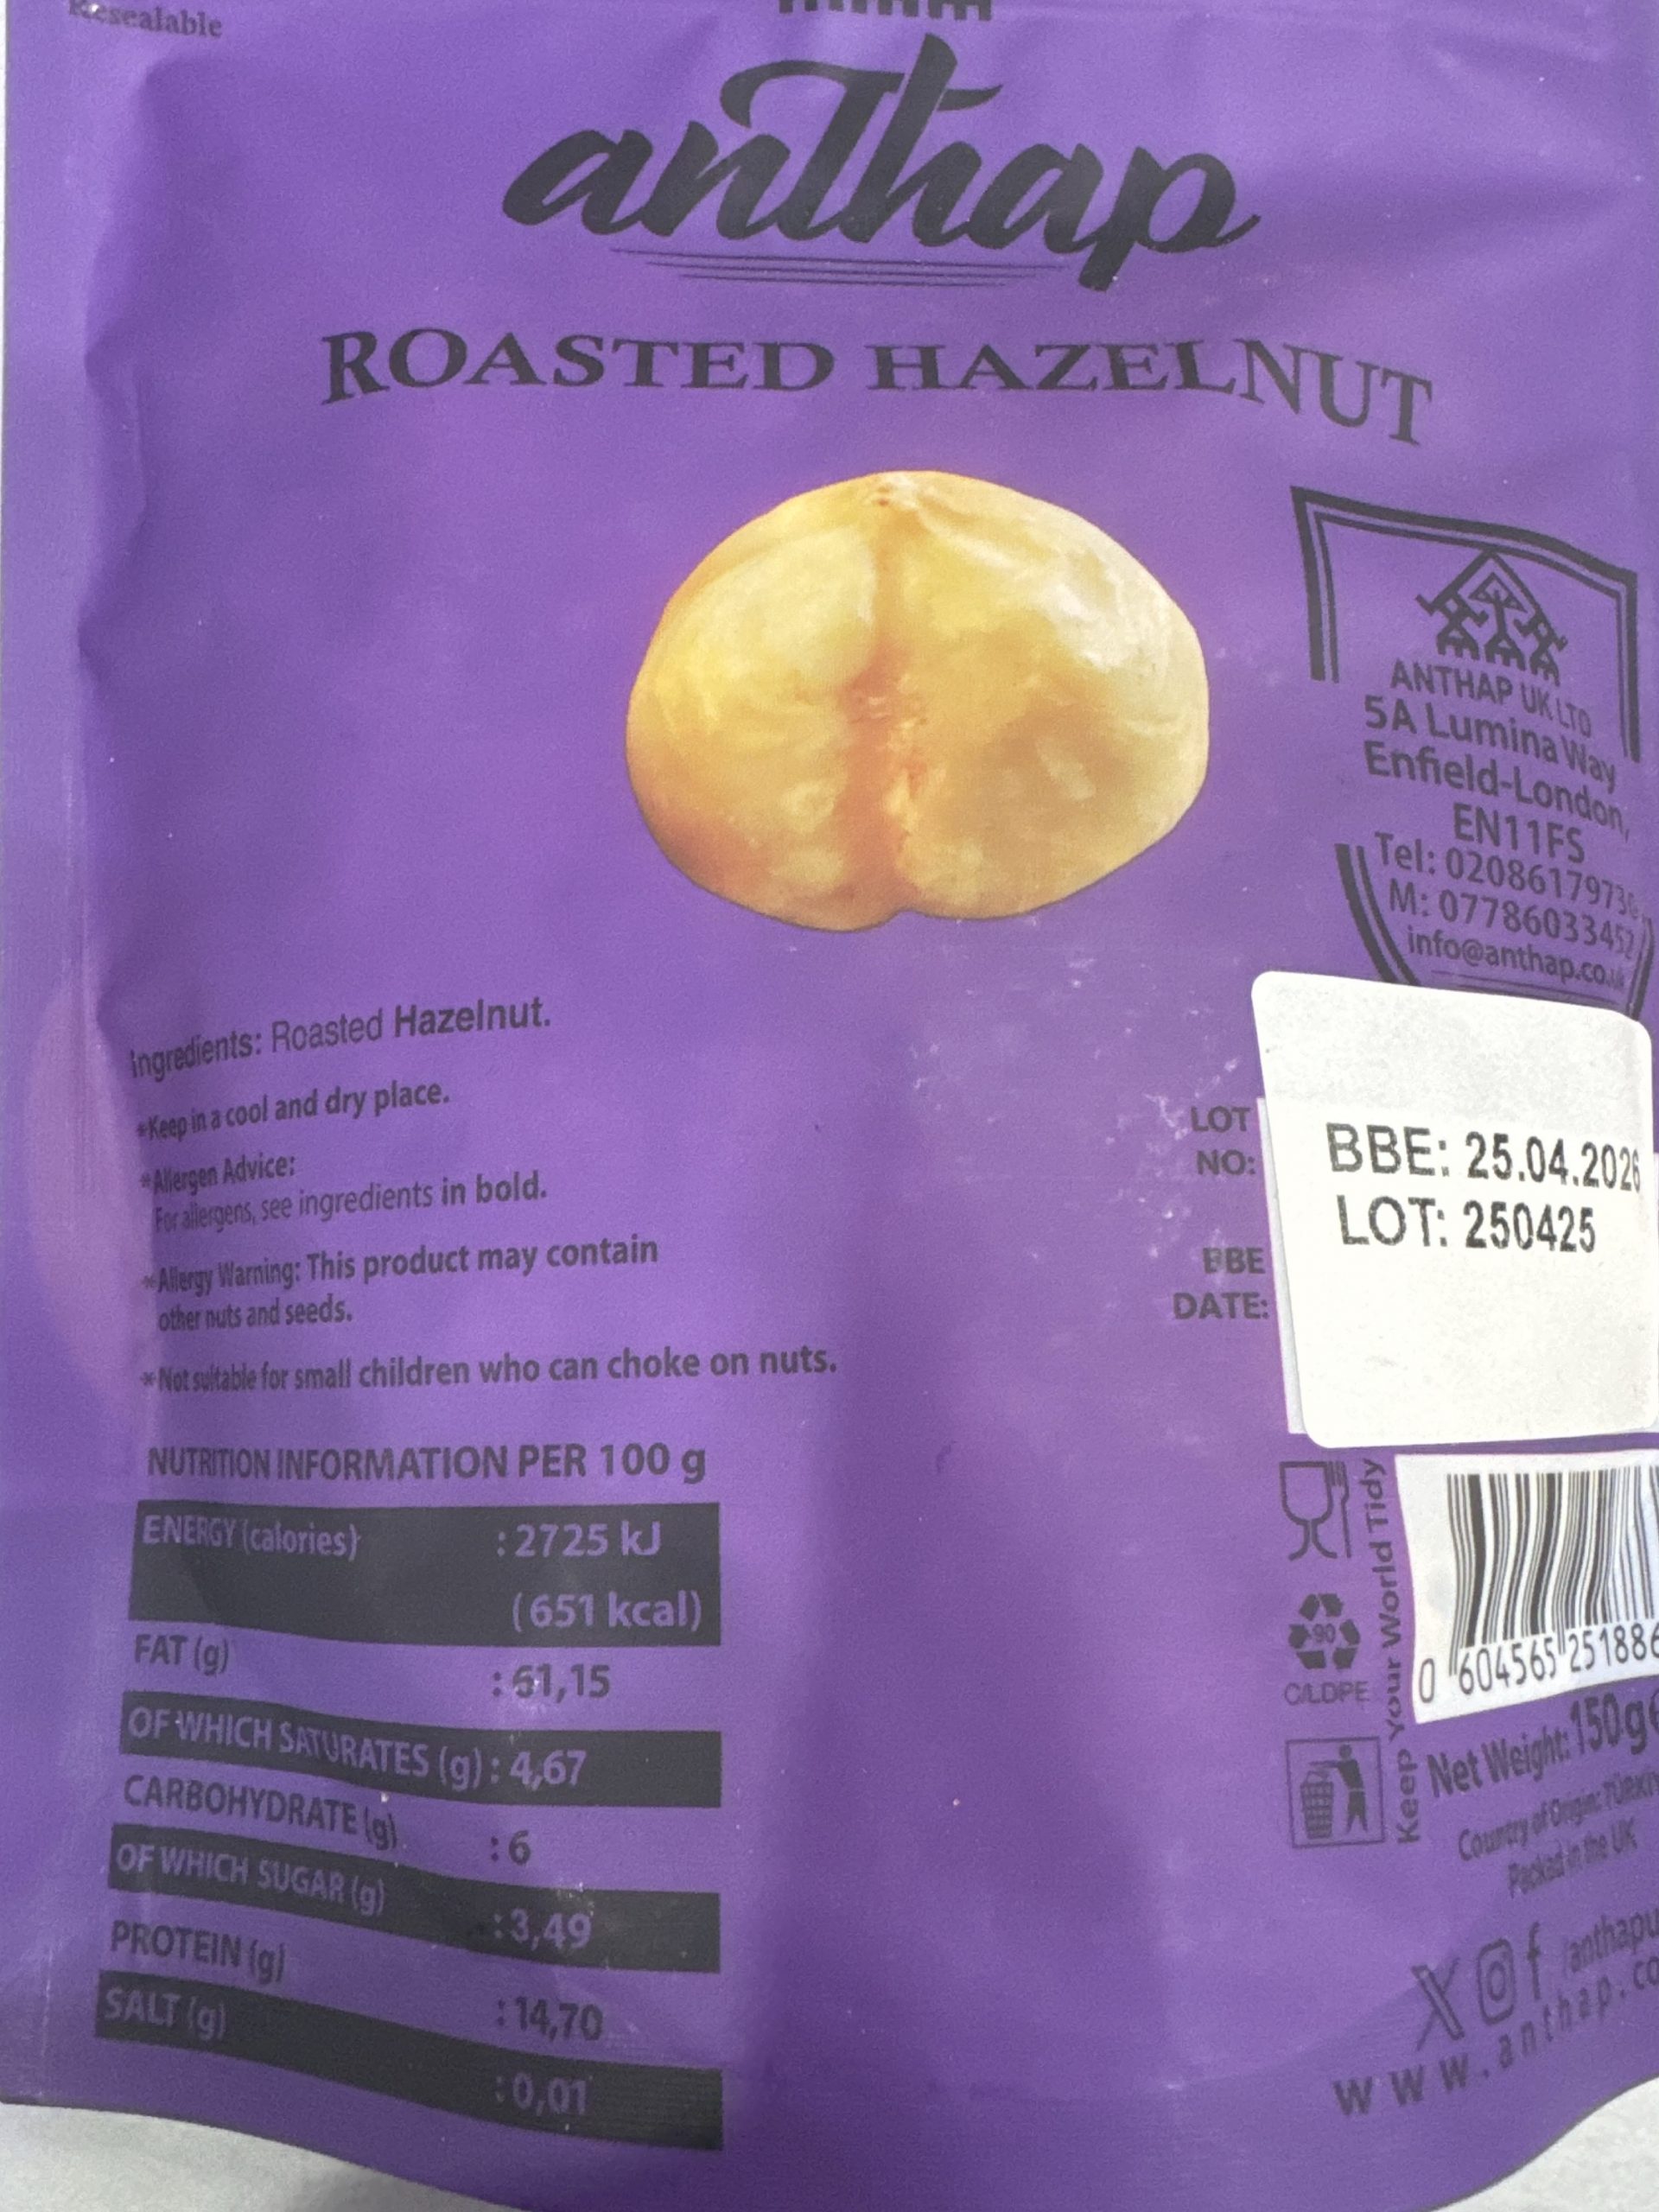 Resealable
anthap
ROASTED HAZELNUT
ANTHAP UK LTD
5A Lumina Way
Enfield-London,
EN11FS
Tel: 0208617973
M: 07786033452
info@anthap.co.uk
Ingredients: Roasted Hazelnut.
*Keep in a cool and dry place.
*Allergen Advice:
For allergens, see ingredients in bold.
*Allergy Warning: This product may contain
other nuts and seeds.
*Not suitable for small children who can choke on nuts.
LOT
NO:
BBE
DATE:
BBE: 25.04.2026
LOT: 250425
NUTRITION INFORMATION PER 100 g
ENERGY (calories) : 2725 kJ
(651 kcal)
FAT (g) : 61,15
OF WHICH SATURATES (g) : 4,67
CARBOHYDRATE (g) : 6
OF WHICH SUGAR (g) : 3,49
PROTEIN (g) : 14,70
SALT (g) : 0,01
90
C/LDPE
Keep Your World Tidy
0 604565 251886
Net Weight: 150g e
Country of Origin: TÜRKİY
Packed in the UK
/anthapu
www.anthap.co